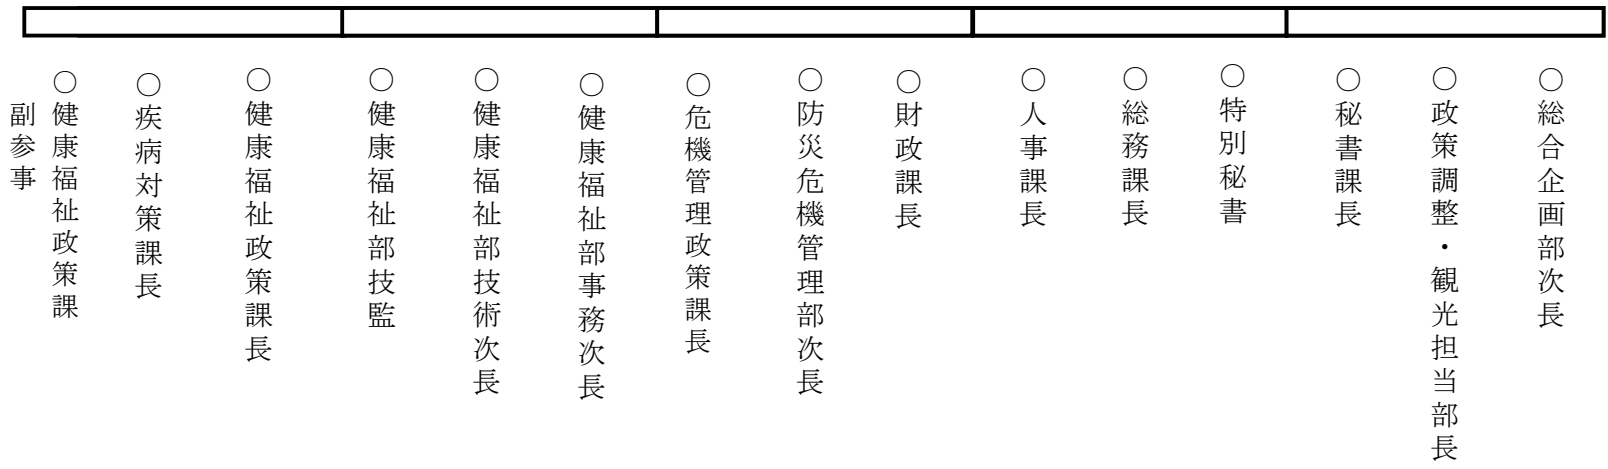 ○総合企画部次長
○政策調整・観光担当部長
○秘書課長
○特別秘書
○総務課長
○人事課長
○財政課長
○防災危機管理部次長
○危機管理政策課長
○健康福祉部事務次長
○健康福祉部技術次長
○健康福祉部技監
○健康福祉政策課長
○疾病対策課長
○健康福祉政策課
副参事